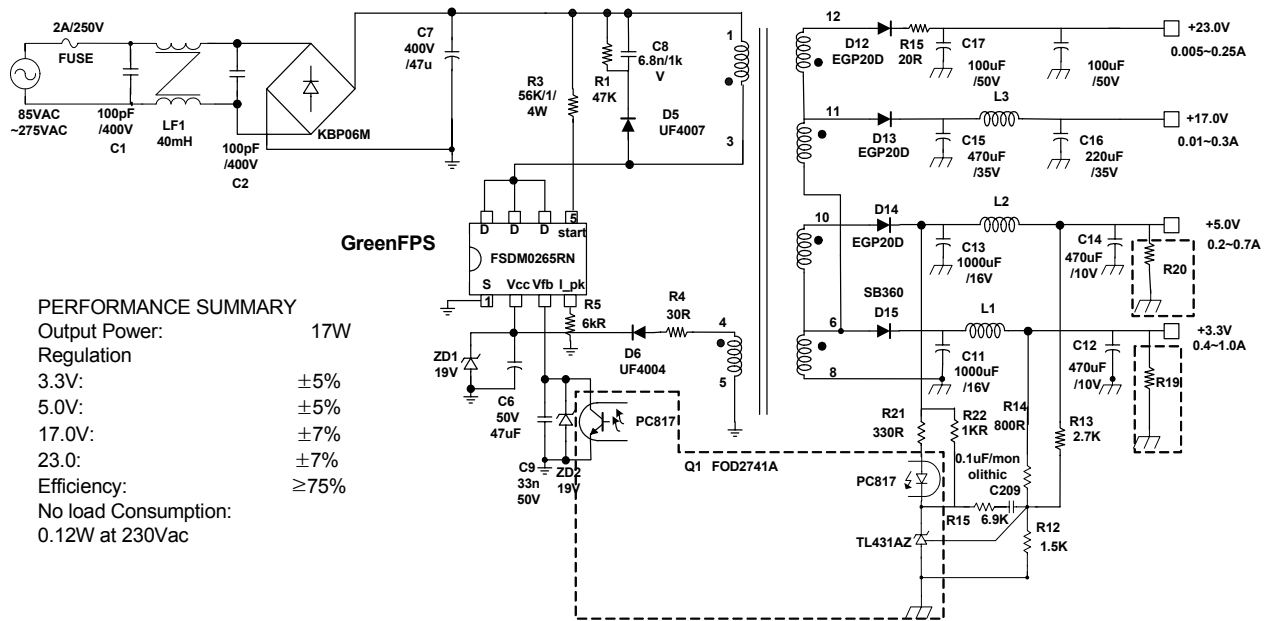 2A/250V
FUSE
85VAC
~275VAC
100pF
/400V
C1
LF1
40mH
100pF
/400V
C2
KBP06M
C7
400V
/47u
R3
56K/1/
4W
R1
47K
C8
6.8n/1k
V
D5
UF4007
1
3
GreenFPS
D
D
D
5
start
FSDM0265RN
S
Vcc
Vfb
I_pk
1
R5
6kR
ZD1
19V
C6
50V
47uF
D6
UF4004
R4
30R
4
5
C9
33n
50V
ZD2
19V
PC817
Q1 FOD2741A
12
D12
EGP20D
R15
20R
C17
100uF
/50V
100uF
/50V
+23.0V
0.005~0.25A
11
D13
EGP20D
C15
470uF
/35V
L3
C16
220uF
/35V
+17.0V
0.01~0.3A
10
D14
EGP20D
C13
1000uF
/16V
L2
C14
470uF
/10V
R20
+5.0V
0.2~0.7A
6
8
SB360
D15
C11
1000uF
/16V
L1
C12
470uF
/10V
R19
+3.3V
0.4~1.0A
R21
330R
R22
1KR
R14
800R
R13
2.7K
PC817
0.1uF/mon
olithic
C209
R15
6.9K
TL431AZ
R12
1.5K
PERFORMANCE SUMMARY
Output Power: 17W
Regulation
3.3V: ±5%
5.0V: ±5%
17.0V: ±7%
23.0: ±7%
Efficiency: ≥75%
No load Consumption:
0.12W at 230Vac